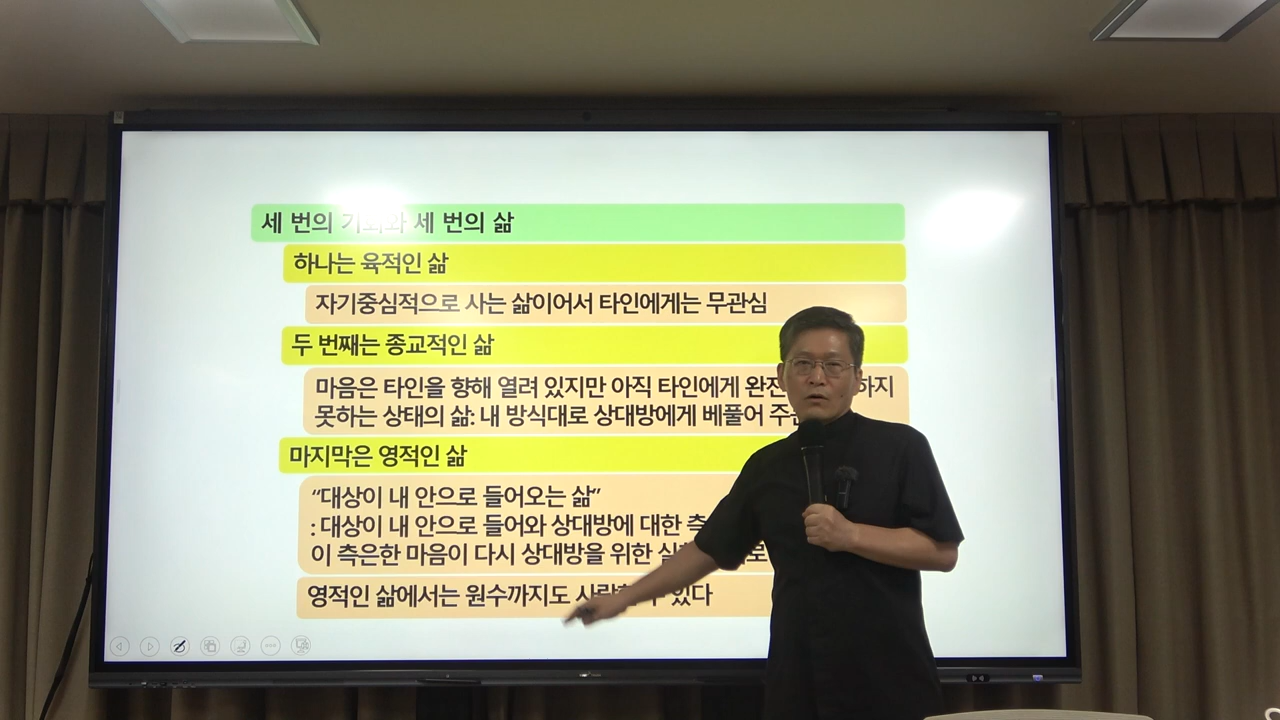 세 번의 기회와 세 번의 삶
하나는 육적인 삶
자기중심적으로 사는 삶이어서 타인에게는 무관심
두 번째는 종교적인 삶
마음은 타인을 향해 열려 있지만 아직 타인에게 하지
못하는 상태의 삶: 내 방식대로 상대방에게 베풀어
마지막은 영적인 삶
“대상이 내 안으로 들어오는 삶”
: 대상이 내 안으로 들어와 상대방에 대한
이 측은한 마음이 다시 상대방을 위한
영적인 삶에서는 원수까지도 사랑할 수 있다